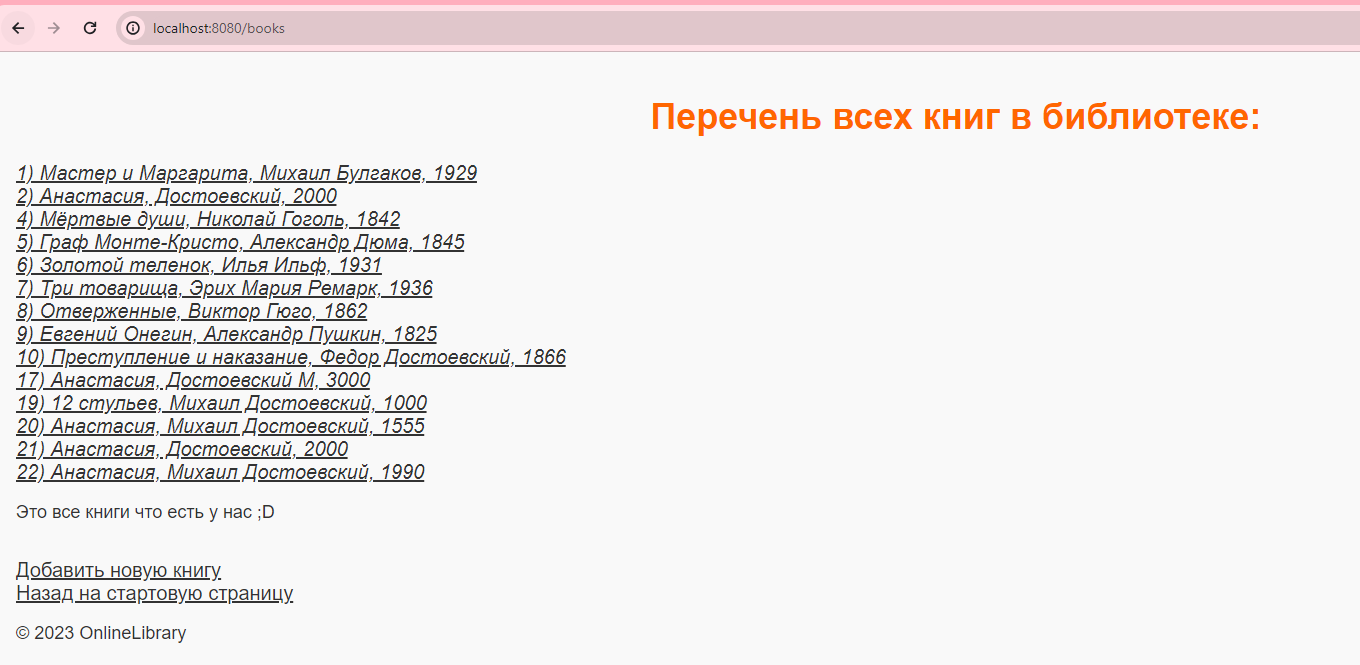 localhost:8080/books
Перечень всех книг в библиотеке:
1) Мастер и Маргарита, Михаил Булгаков, 1929
2) Анастасия, Достоевский, 2000
4) Мёртвые души, Николай Гоголь, 1842
5) Граф Монте-Кристо, Александр Дюма, 1845
6) Золотой теленок, Илья Ильф, 1931
7) Три товарища, Эрих Мария Ремарк, 1936
8) Отверженные, Виктор Гюго, 1862
9) Евгений Онегин, Александр Пушкин, 1825
10) Преступление и наказание, Федор Достоевский, 1866
17) Анастасия, Достоевский М, 3000
19) 12 стульев, Михаил Достоевский, 1000
20) Анастасия, Михаил Достоевский, 1555
21) Анастасия, Достоевский, 2000
22) Анастасия, Михаил Достоевский, 1990
Это все книги что есть у нас ;D
Добавить новую книгу
Назад на стартовую страницу
© 2023 OnlineLibrary